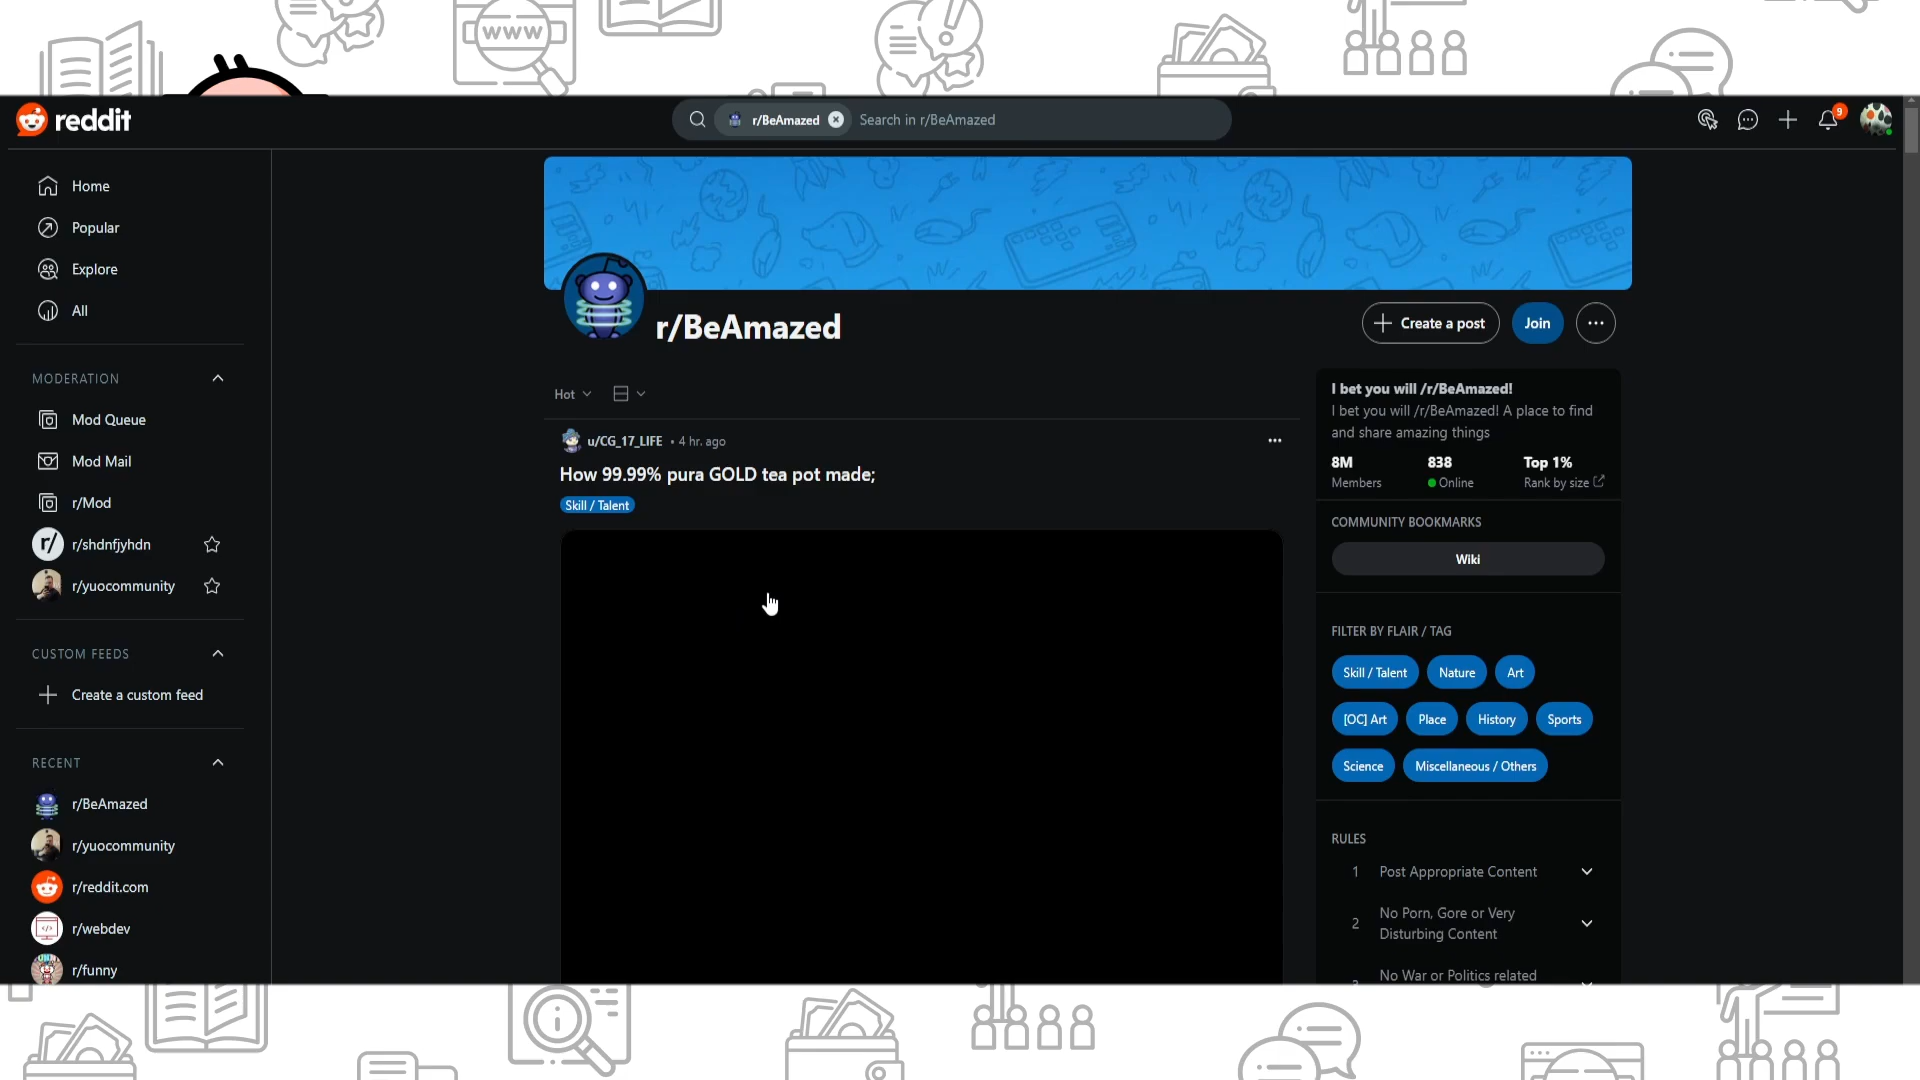 WWW
reddit
r/BeAmazed
Search in r/BeAmazed
9
Home
Popular
Explore
All
MODERATION
Mod Queue
Mod Mail
r/Mod
r/ r/shdnfjyhdn
r/yuocommunity
CUSTOM FEEDS
Create a custom feed
RECENT
r/BeAmazed
r/yuocommunity
r/reddit.com
r/webdev
r/funny
r/BeAmazed
Create a post
Join
Hot
u/CG_17_LIFE • 4 hr. ago
How 99.99% pura GOLD tea pot made;
Skill / Talent
I bet you will /r/BeAmazed!
I bet you will /r/BeAmazed! A place to find
and share amazing things
8M 838 Top 1%
Members Online Rank by size
COMMUNITY BOOKMARKS
Wiki
FILTER BY FLAIR / TAG
Skill / Talent Nature Art
[OC] Art Place History Sports
Science Miscellaneous / Others
RULES
1 Post Appropriate Content
2 No Porn, Gore or Very
Disturbing Content
No War or Politics related